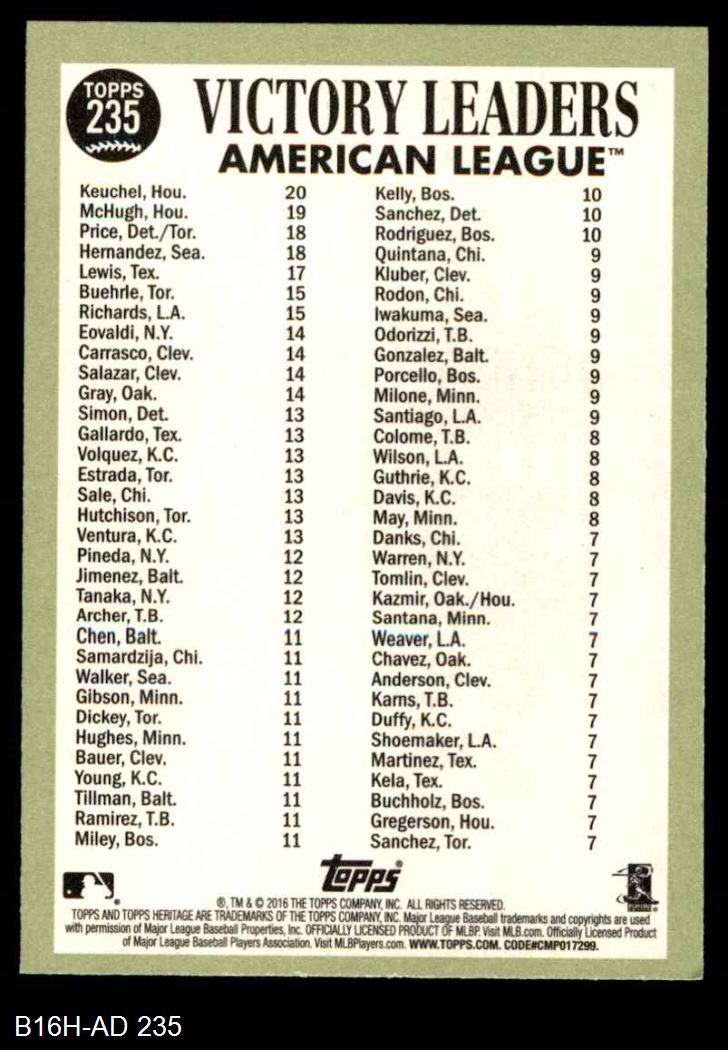 TOPPS
235
VICTORY LEADERS
AMERICAN LEAGUE™
Keuchel, Hou. 20
McHugh, Hou. 19
Price, Det./Tor. 18
Hernandez, Sea. 18
Lewis, Tex. 17
Buehrle, Tor. 15
Richards, L.A. 15
Eovaldi, N.Y. 14
Carrasco, Clev. 14
Salazar, Clev. 14
Gray, Oak. 14
Simon, Det. 13
Gallardo, Tex. 13
Volquez, K.C. 13
Estrada, Tor. 13
Sale, Chi. 13
Hutchison, Tor. 13
Ventura, K.C. 13
Pineda, N.Y. 12
Jimenez, Balt. 12
Tanaka, N.Y. 12
Archer, T.B. 12
Chen, Balt. 11
Samardzija, Chi. 11
Walker, Sea. 11
Gibson, Minn. 11
Dickey, Tor. 11
Hughes, Minn. 11
Bauer, Clev. 11
Young, K.C. 11
Tillman, Balt. 11
Ramirez, T.B. 11
Miley, Bos. 11
Kelly, Bos. 10
Sanchez, Det. 10
Rodriguez, Bos. 10
Quintana, Chi. 9
Kluber, Clev. 9
Rodon, Chi. 9
Iwakuma, Sea. 9
Odorizzi, T.B. 9
Gonzalez, Balt. 9
Porcello, Bos. 9
Milone, Minn. 9
Santiago, L.A. 9
Colome, T.B. 8
Wilson, L.A. 8
Guthrie, K.C. 8
Davis, K.C. 8
May, Minn. 8
Danks, Chi. 7
Warren, N.Y. 7
Tomlin, Clev. 7
Kazmir, Oak./Hou. 7
Santana, Minn. 7
Weaver, L.A. 7
Chavez, Oak. 7
Anderson, Clev. 7
Karns, T.B. 7
Duffy, K.C. 7
Shoemaker, L.A. 7
Martinez, Tex. 7
Kela, Tex. 7
Buchholz, Bos. 7
Gregerson, Hou. 7
Sanchez, Tor. 7
Topps®
®, TM & © 2016 THE TOPPS COMPANY, INC. ALL RIGHTS RESERVED.
TOPPS AND TOPPS HERITAGE ARE TRADEMARKS OF THE TOPPS COMPANY, INC. Major League Baseball trademarks and copyrights are used
with permission of Major League Baseball Properties, Inc. OFFICIALLY LICENSED PRODUCT OF MLBP. Visit MLB.com. Officially Licensed Product
of Major League Baseball Players Association. Visit MLBPlayers.com. WWW.TOPPS.COM. CODE#CMP017299.
B16H-AD 235